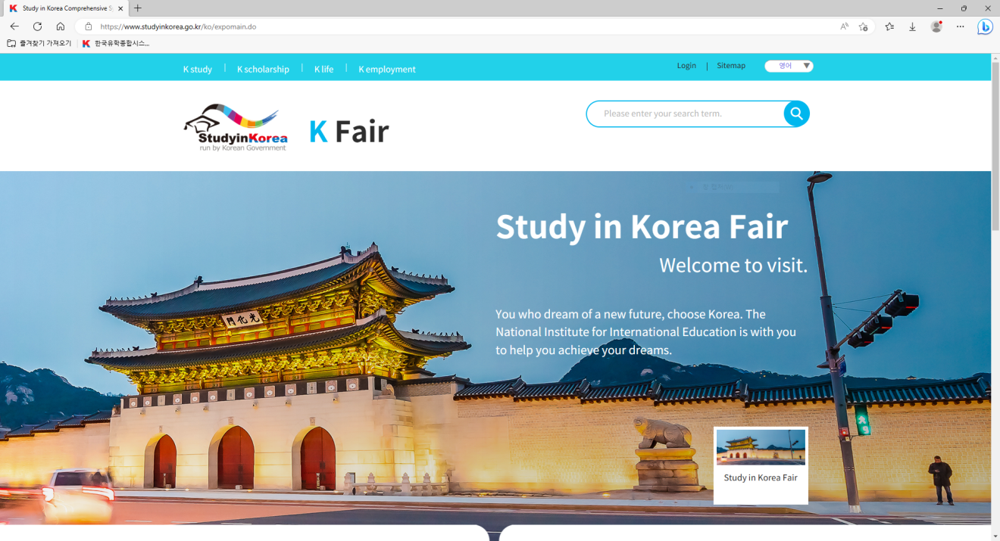 Study in Korea Comprehensive S
https://www.studyinkorea.go.kr/ko/expomain.do
즐겨찾기 가져오기
한국유학종합시스...
K study | K scholarship | K life | K employment
Login | Sitemap
영어
StudyinKorea
run by Korean Government
K Fair
Please enter your search term.
Study in Korea Fair
Welcome to visit.
You who dream of a new future, choose Korea. The
National Institute for International Education is with you
to help you achieve your dreams.
門化光
Study in Korea Fair